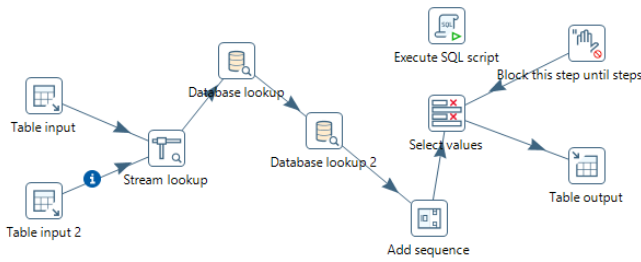 SQL
Execute SQL script
Block this step until steps
Database lookup
Table input
Database lookup 2
Select values
Stream lookup
i
Table output
Table input 2
Add sequence